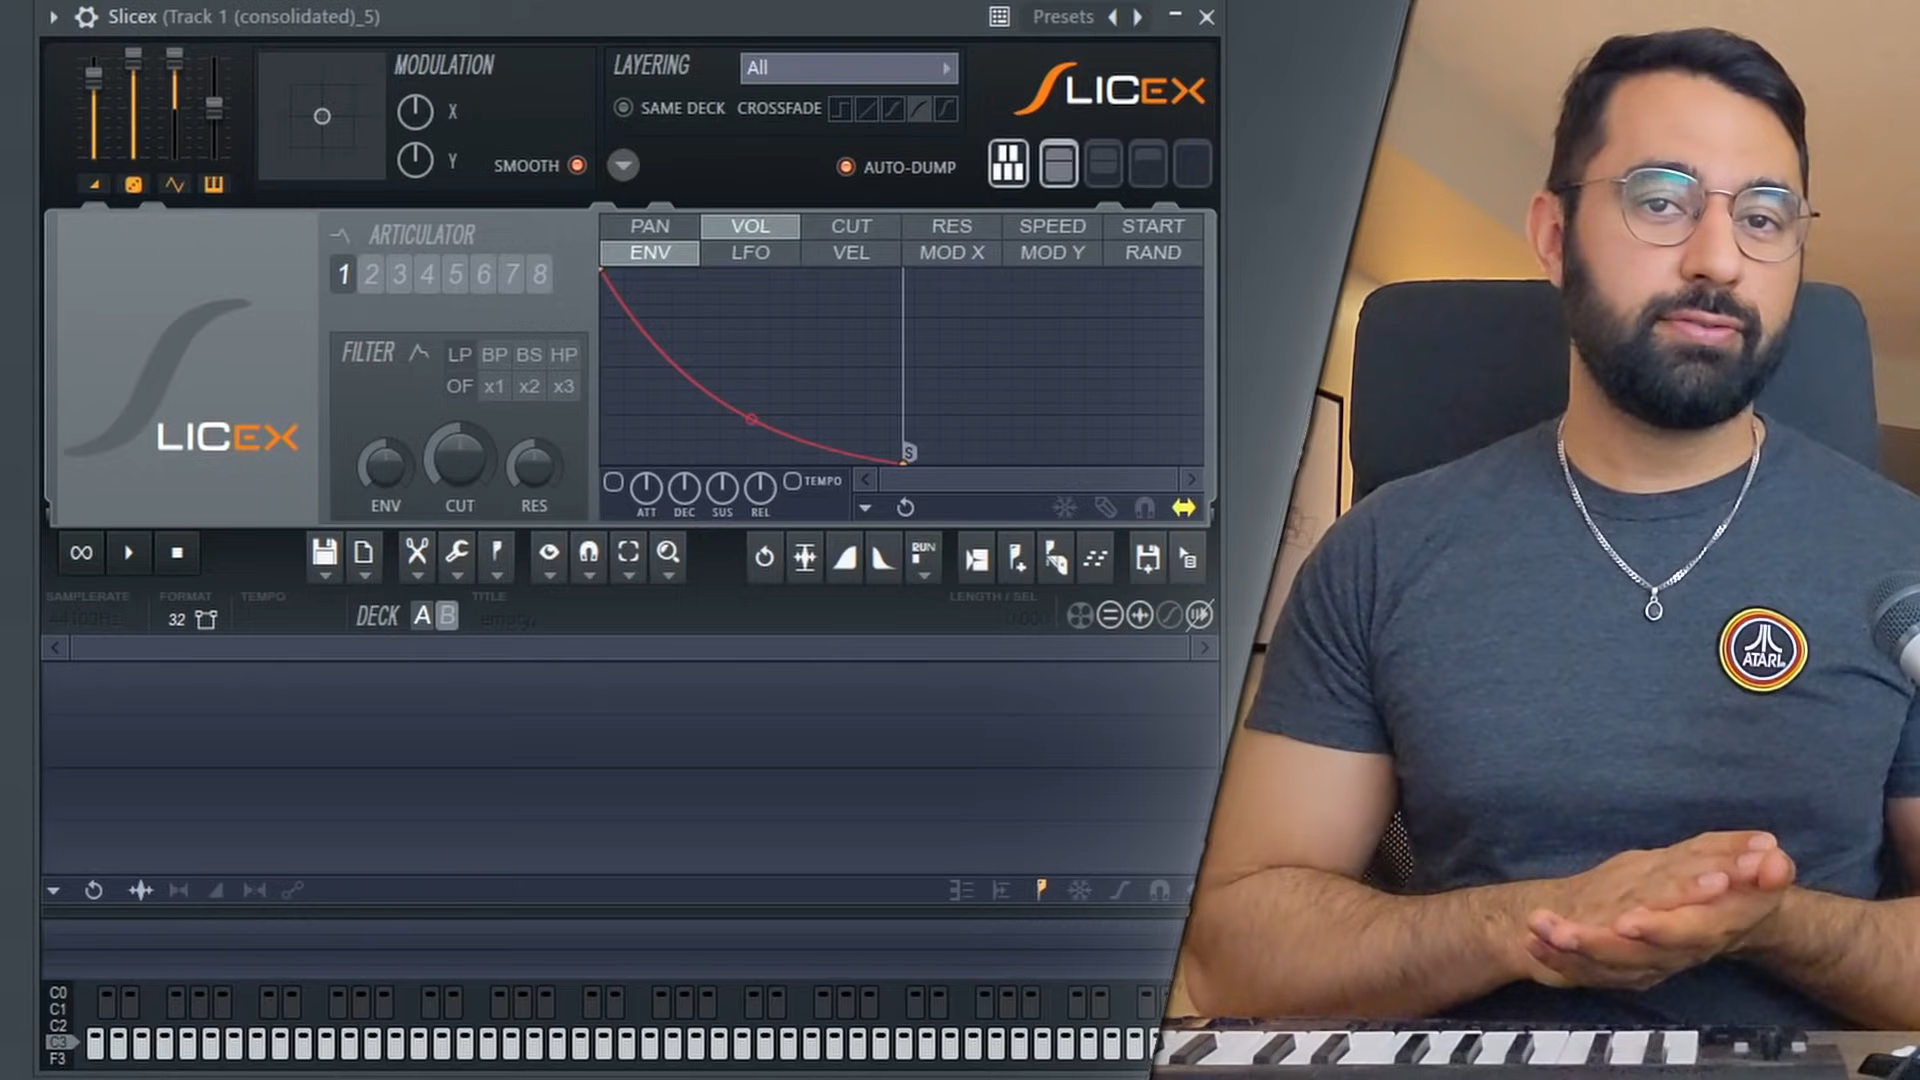 Slicex (Track 1 (consolidated)_5)
Presets
MODULATION
X
Y
SMOOTH
LAYERING
All
SAME DECK
CROSSFADE
AUTO-DUMP
SLICEX
ARTICULATOR
1 2 3 4 5 6 7 8
FILTER
LP BP BS HP
OF x1 x2 x3
ENV
CUT
RES
SLICEX
PAN VOL CUT RES SPEED START
ENV LFO VEL MOD X MOD Y RAND
S
ATT DEC SUS REL
TEMPO
RUN
SAMPLERATE
44100Hz
FORMAT
32
TEMPO
DECK A B
TITLE
empty
LENGTH / SEL
C0
C1
C2
C3
F3
ATARI